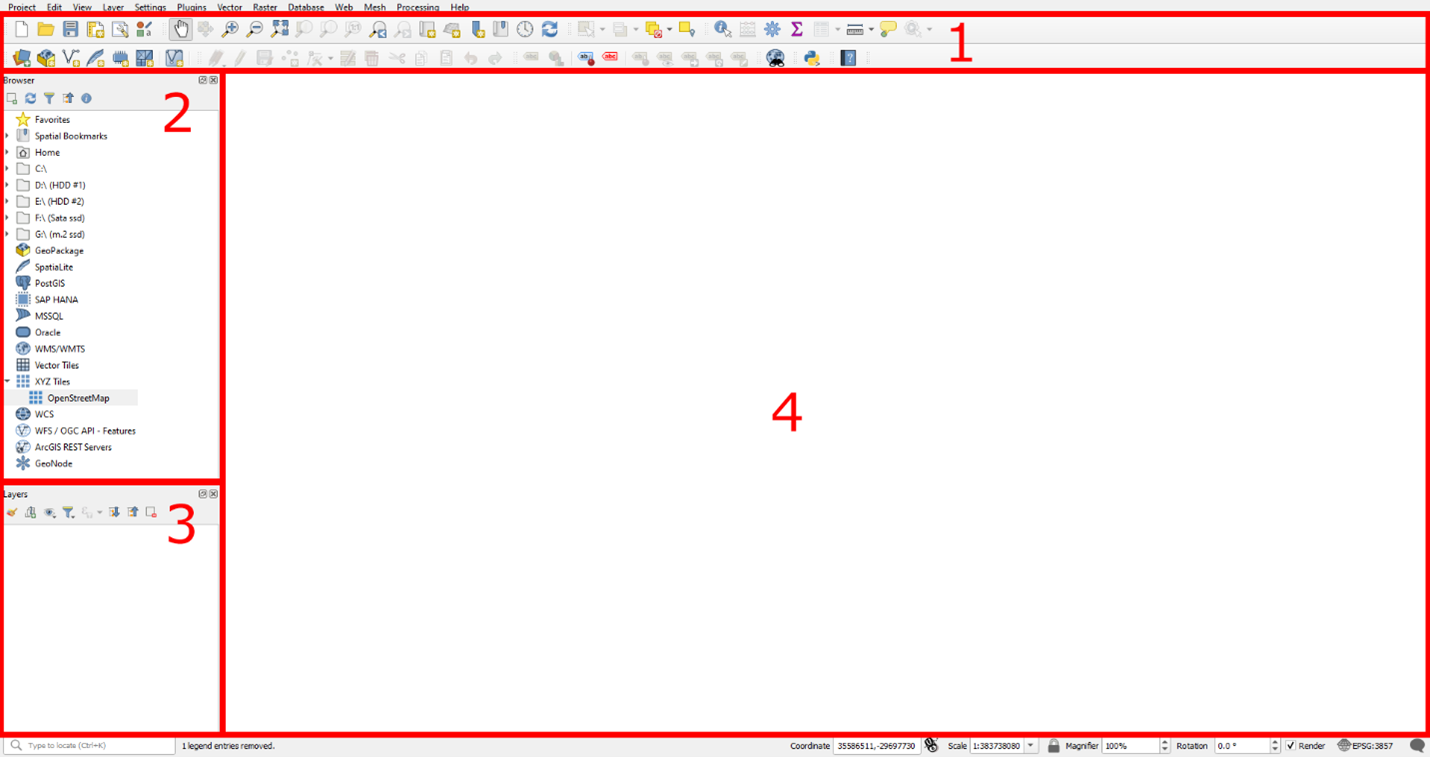 Project Edit View Layer Settings Plugins Vector Raster Database Web Mesh Processing Help
1
Browser
2
Favorites
Spatial Bookmarks
Home
C:\
D:\ (HDD #1)
E:\ (HDD #2)
F:\ (Sata ssd)
G:\ (m.2 ssd)
GeoPackage
SpatiaLite
PostGIS
SAP HANA
MSSQL
Oracle
WMS/WMTS
Vector Tiles
XYZ Tiles
OpenStreetMap
WCS
WFS / OGC API - Features
ArcGIS REST Servers
GeoNode
Layers
3
4
Type to locate (Ctrl+K) 1 legend entries removed. Coordinate 35586511,-29697730 Scale 1:383738080 Magnifier 100% Rotation 0.0 ° Render EPSG:3857